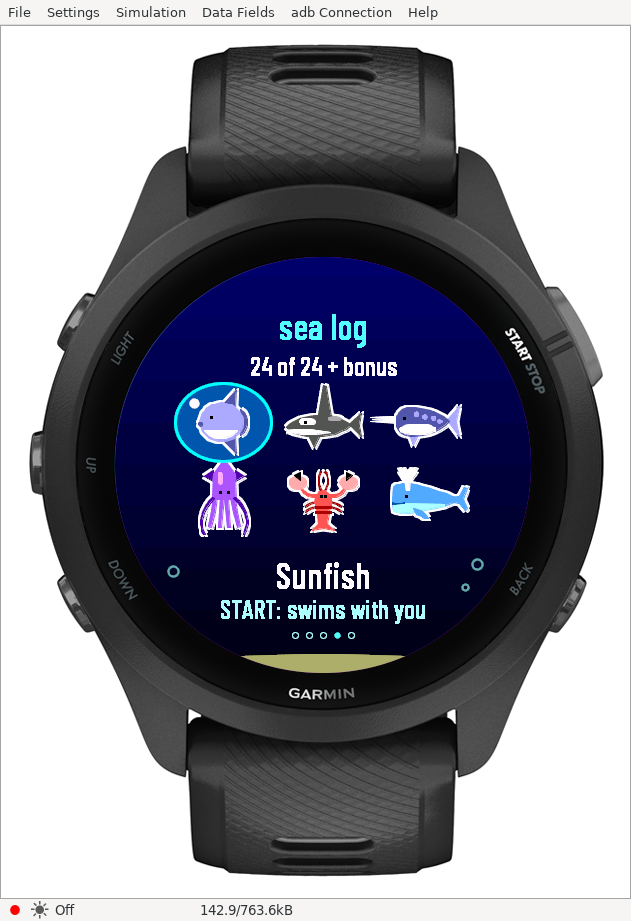 File Settings Simulation Data Fields adb Connection Help
START STOP
LIGHT
sea log
24 of 24 + bonus
UP
DOWN
BACK
Sunfish
START: swims with you
GARMIN
Off 142.9/763.6kB